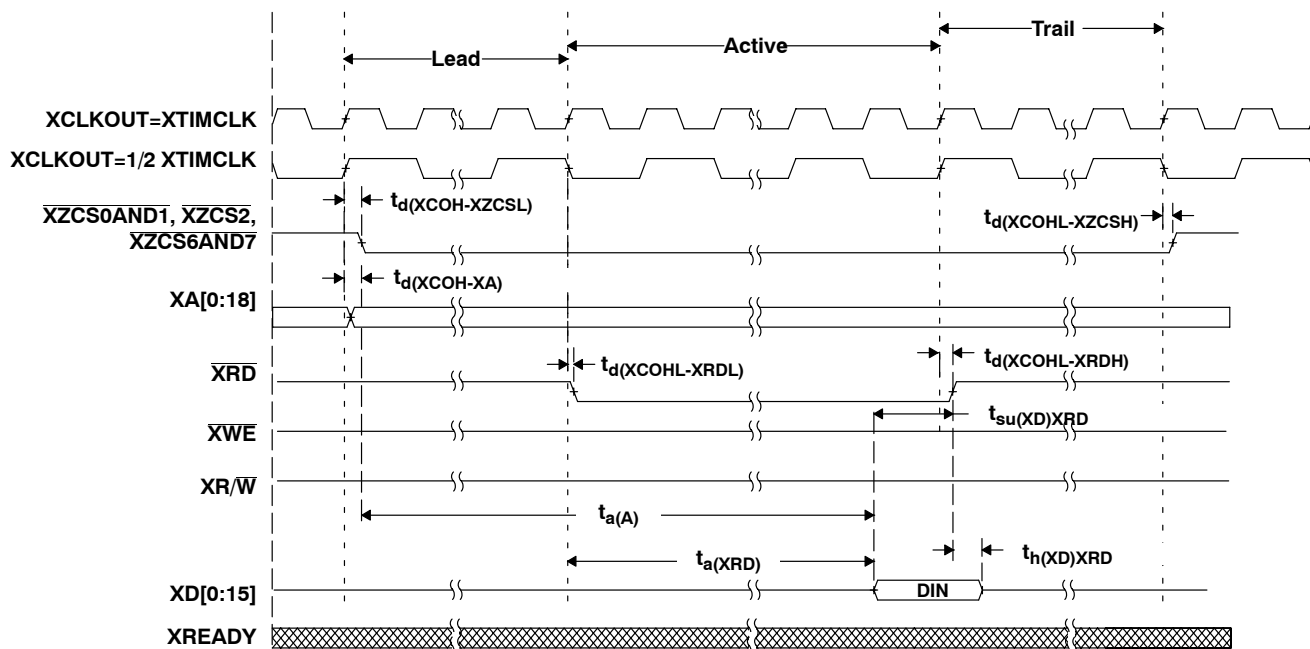 Lead
Active
Trail
XCLKOUT=XTIMCLK
XCLKOUT=1/2 XTIMCLK
td(XCOH-XZCSL)
XZCS0AND1, XZCS2,
XZCS6AND7
td(XCOHL-XZCSH)
td(XCOH-XA)
XA[0:18]
XRD
td(XCOHL-XRDL)
td(XCOHL-XRDH)
tsu(XD)XRD
XWE
XR/W
ta(A)
ta(XRD)
th(XD)XRD
XD[0:15]
DIN
XREADY